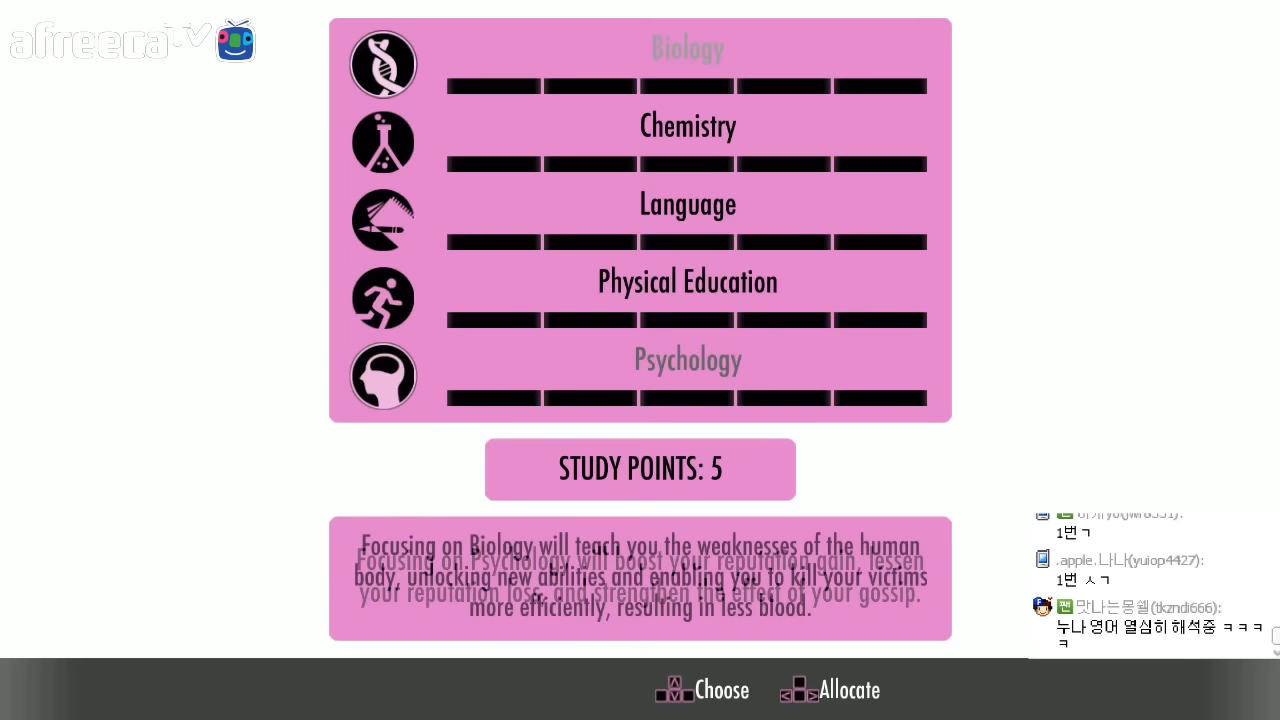 afreecaTV
Biology
Chemistry
Language
Physical Education
Psychology
STUDY POINTS: 5
Focusing on Biology will teach you the weaknesses of the human
Focusing on Psychology will boost your reputation gain, lessen
body, unlocking new abilities and enabling you to kill your victims
your reputation loss, and strengthen the effect of your gossip.
more efficiently, resulting in less blood.
1번ㄱ
.apple.나나(yuiop4427):
1번 ㅅㄱ
팬 맛나는몽쉘(tkzndi666):
누나 영어 열심히 해석중 ㅋㅋㅋ
ㅋ
Choose
Allocate